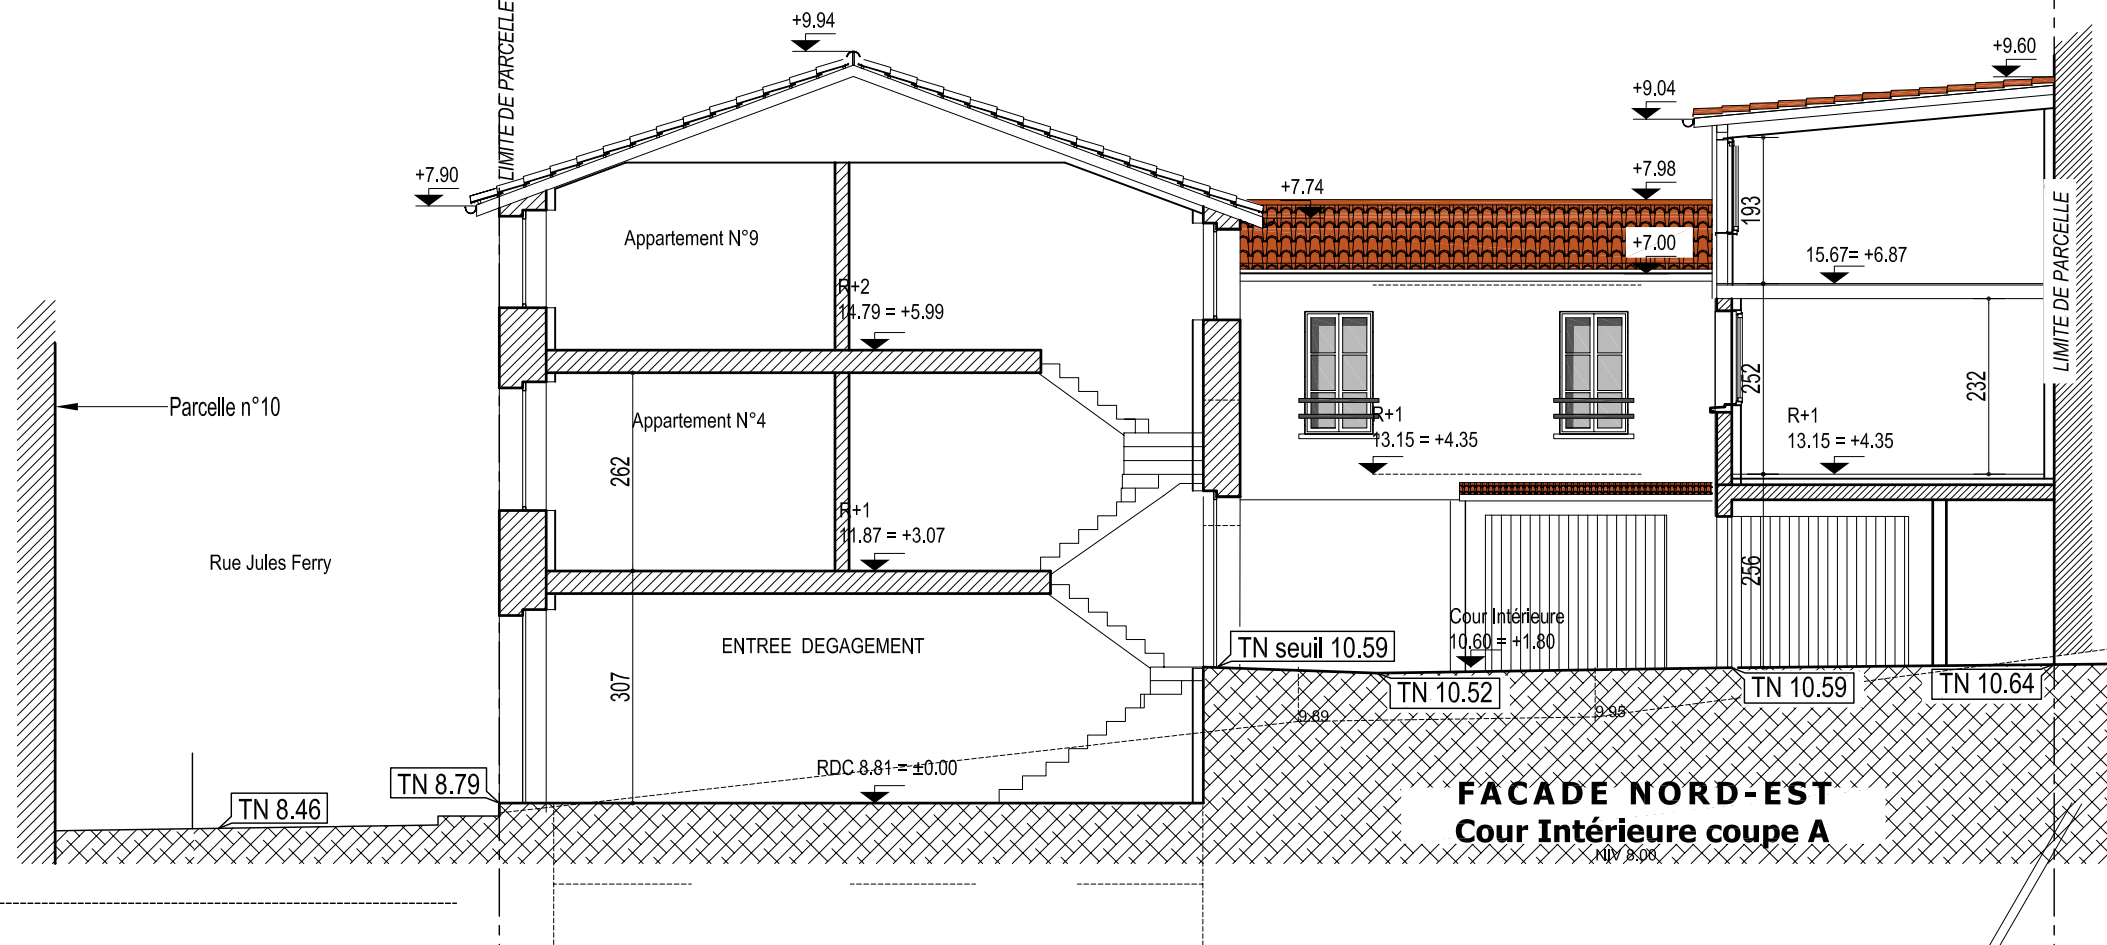 LIMITE DE PARCELLE
+9.94
+9.60
+9.04
+7.90
+7.74
+7.98
+7.00
193
15.67= +6.87
LIMITE DE PARCELLE
Appartement N°9
R+2
14.79 = +5.99
Parcelle n°10
Appartement N°4
262
R+1
13.15 = +4.35
252
R+1
13.15 = +4.35
232
R+1
11.87 = +3.07
Rue Jules Ferry
256
ENTREE DEGAGEMENT
307
Cour Intérieure
10.60 = +1.80
TN seuil 10.59
TN 10.52
TN 10.59
TN 10.64
9.89
9.95
RDC 8.81 = ±0.00
TN 8.79
TN 8.46
FACADE NORD-EST
Cour Intérieure coupe A
NIV 8.00